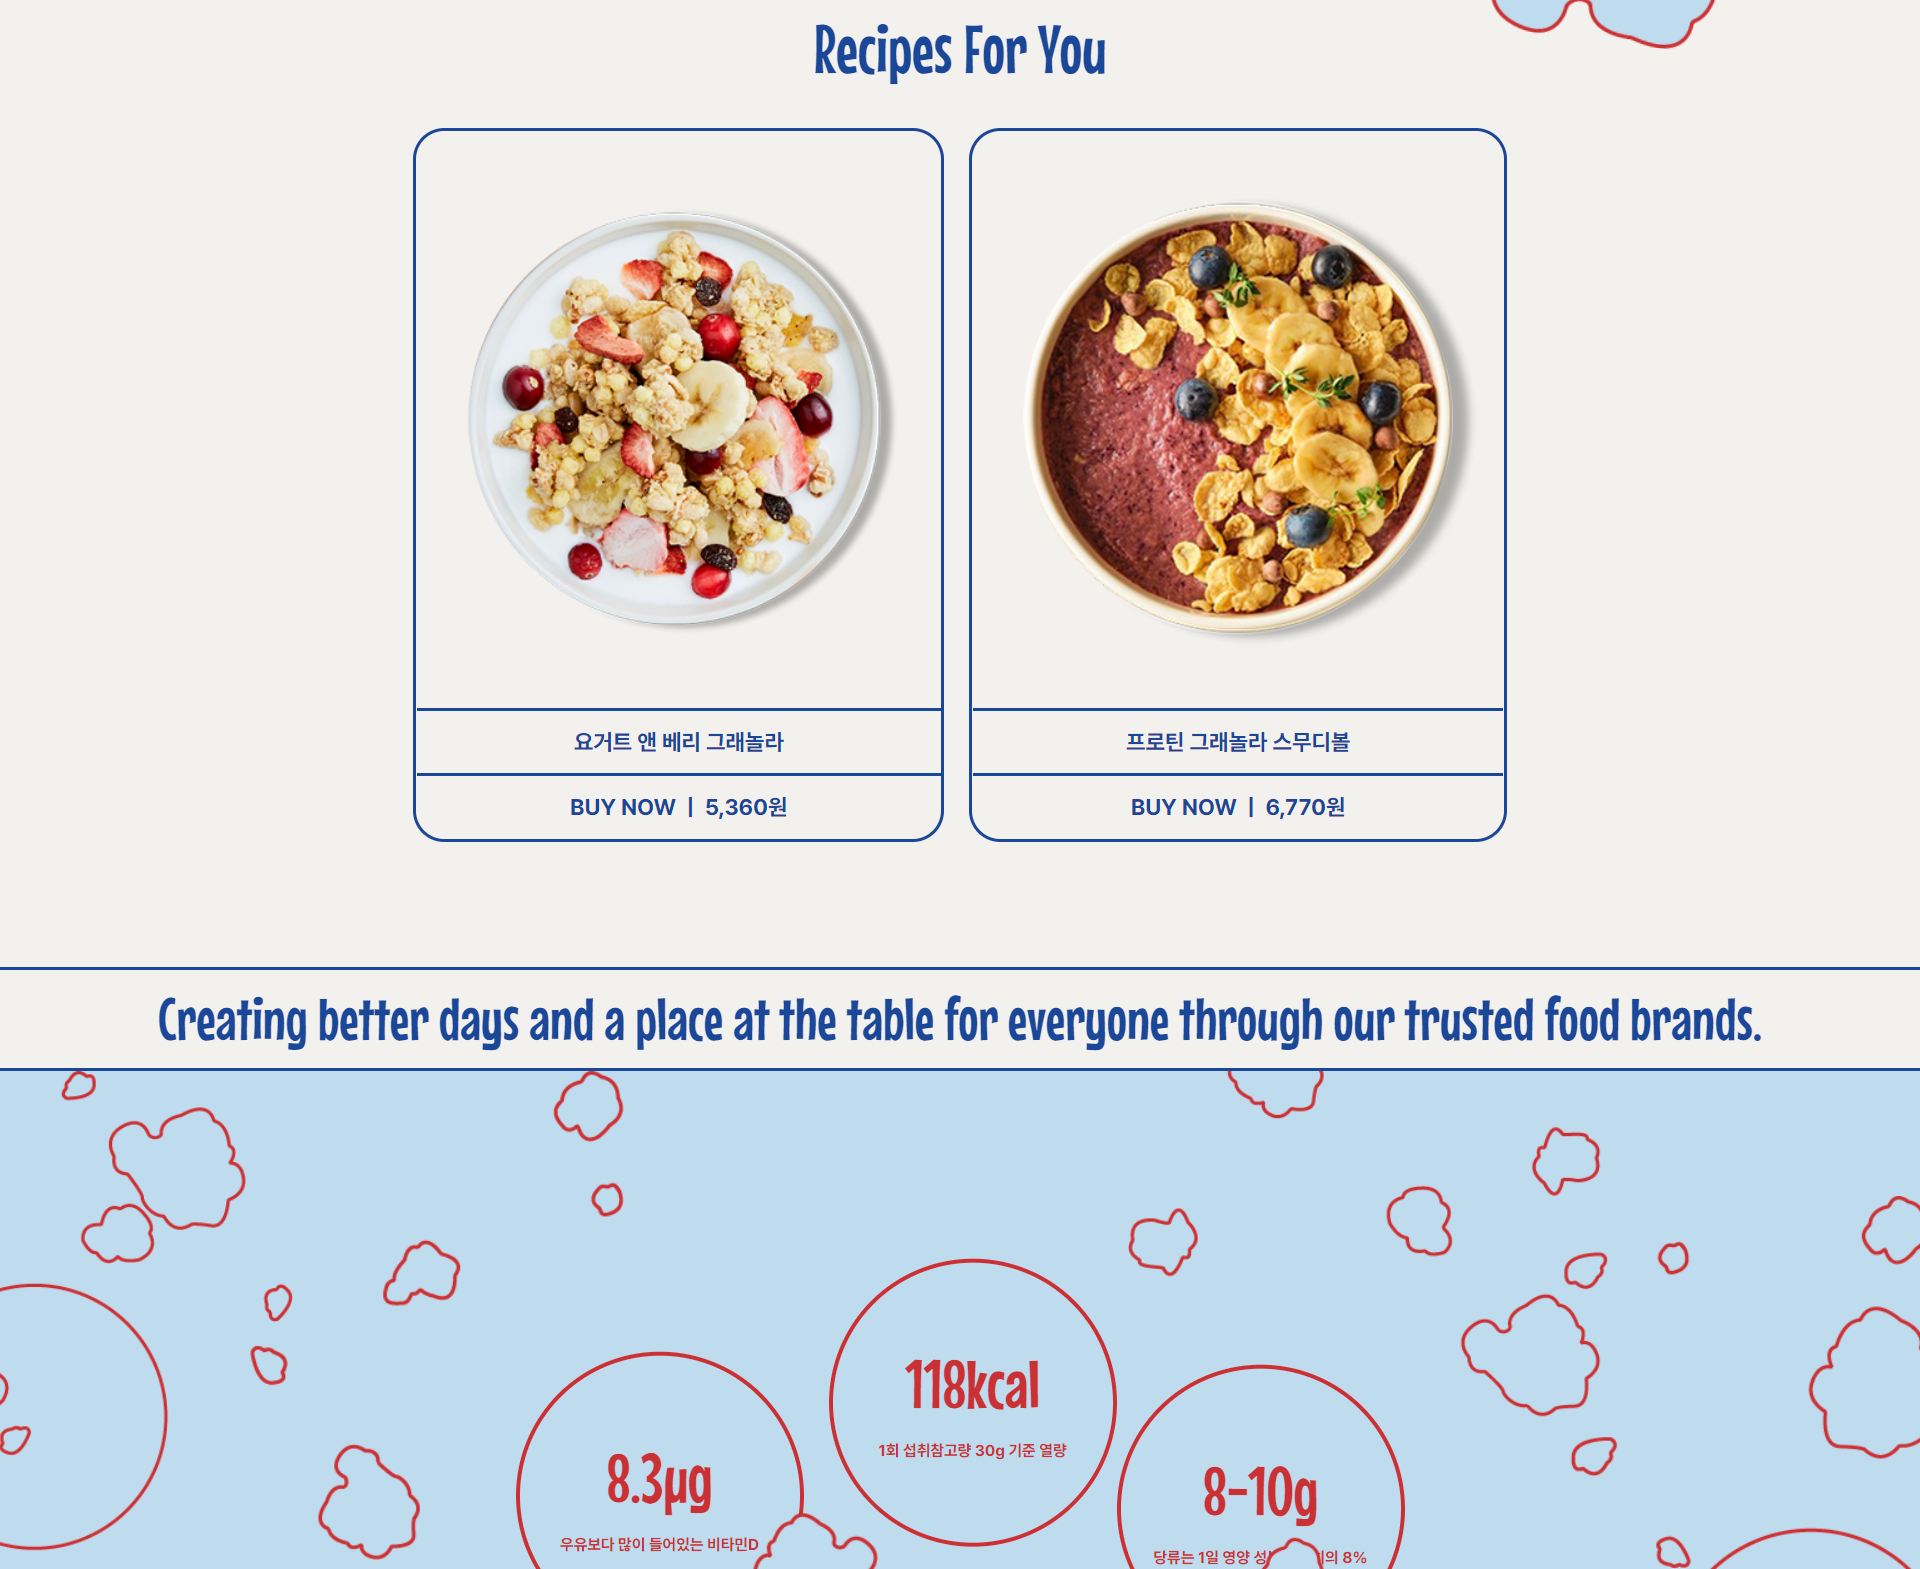 Recipes For You
요거트 앤 베리 그래놀라
BUY NOW | 5,360원
프로틴 그래놀라 스무디볼
BUY NOW | 6,770원
Creating better days and a place at the table for everyone through our trusted food brands.
118kcal
1회 섭취참고량 30g 기준 열량
8.3µg
우유보다 많이 들어있는 비타민D
8-10g
당류는 1일 영양 의 8%